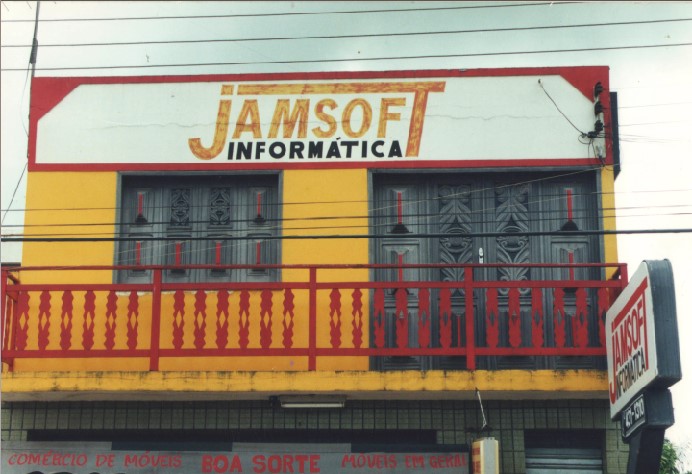 JAMSOFT
INFORMÁTICA
JAMSOFT
INFORMÁTICA
COMÉRCIO DE MÓVEIS BOA SORTE MÓVEIS EM GERAL